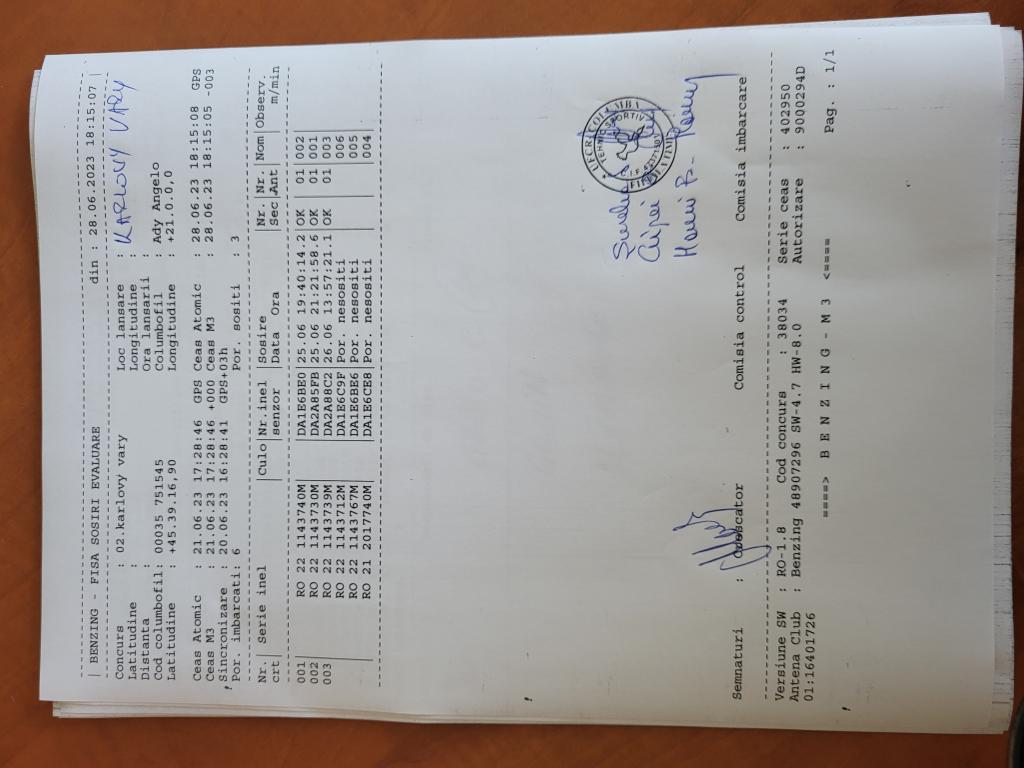 | BENZING - FISA SOSIRI EVALUARE din : 28.06.2023 18:15:07 |
Concurs : 02.karlovy vary Loc lansare : KARLOVY VARY
Latitudine : Longitudine :
Distanta : Ora lansarii :
Cod columbofil: 00035 751545 Columbofil : Ady Angelo
Latitudine : +45.39.16,90 Longitudine : +21.0.0,0
Ceas Atomic : 21.06.23 17:28:46 GPS Ceas Atomic : 28.06.23 18:15:08 GPS
Ceas M3 : 21.06.23 17:28:46 +000 Ceas M3 : 28.06.23 18:15:05 -003
Sincronizare : 20.06.23 16:28:41 GPS+03h
Por. imbarcati: 6 Por. sositi : 3
Nr. | Serie inel |Culo|Nr.inel |Sosire |Nr |Nr. |Nom|Observ.
crt| senzor Data Ora Sec|Ant m/min
001 | RO 22 1143740M |DA1E6BE0|25.06 19:40:14.2|OK |01 |002
002 | RO 22 1143730M |DA2A85FB|25.06 21:21:58.6|OK |01 |001
003 | RO 22 1143739M |DA2A88C2|26.06 13:57:21.1|OK |01 |003
RO 22 1143712M |DA1E6C9F|Por. nesositi |006
RO 22 1143767M |DA1E6BE6|Por. nesositi |005
RO 21 2017740M |DA1E6CE8|Por. nesositi |004
COLUMBA
Semnaturi : Crescator Comisia control Comisia imbarcare
Versiune SW : RO-1.8 Cod concurs : 38034 Serie ceas : 402950
Antena Club : Benzing 48907296 SW-4.7 HW-8.0 Autorizare : 9000294D
01:16401726
====> B E N Z I N G - M 3 <==== Pag. : 1/1